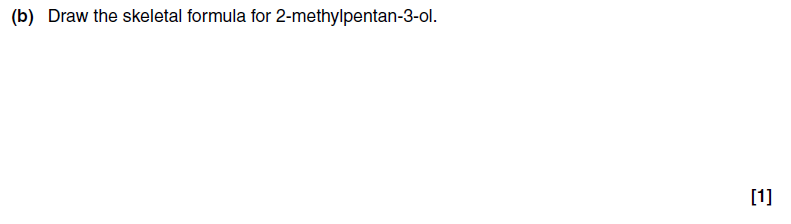 (b) Draw the skeletal formula for 2-methylpentan-3-ol.
[1]